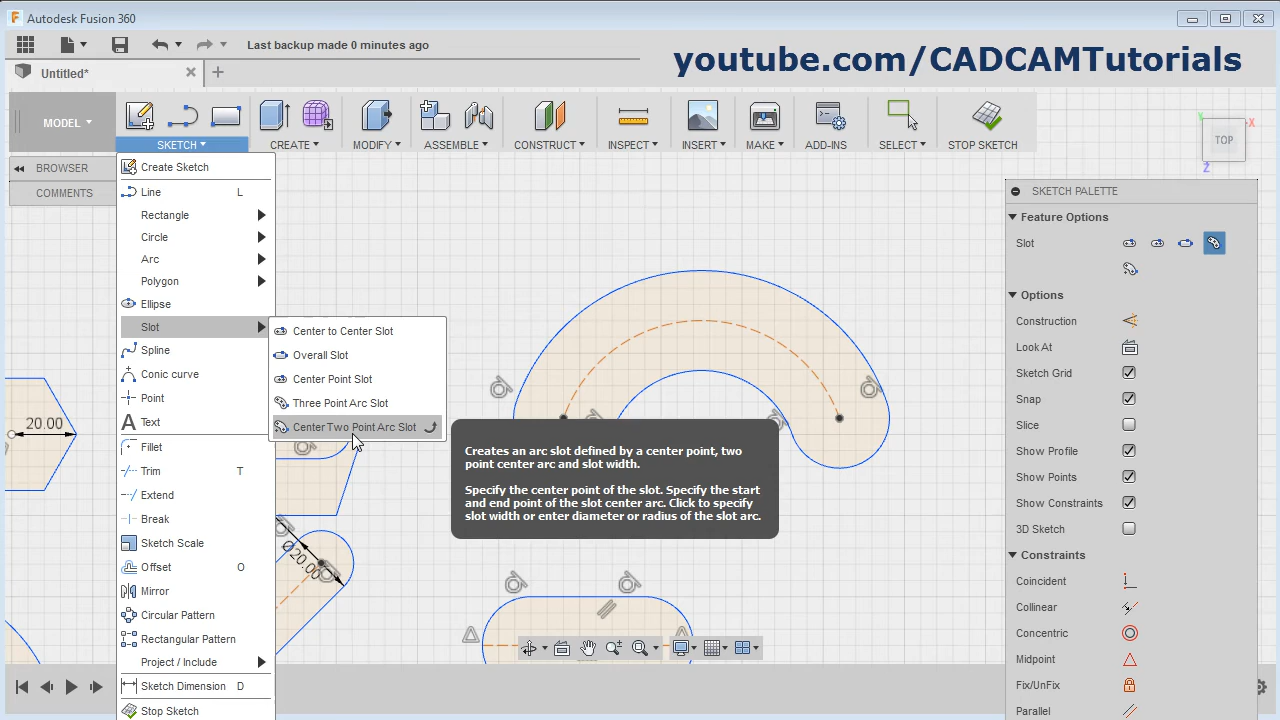 Autodesk Fusion 360
Last backup made 0 minutes ago
youtube.com/CADCAMTutorials
Untitled*
MODEL
SKETCH
CREATE
MODIFY
ASSEMBLE
CONSTRUCT
INSPECT
INSERT
MAKE
ADD-INS
SELECT
STOP SKETCH
BROWSER
COMMENTS
Create Sketch
Line L
Rectangle
Circle
Arc
Polygon
Ellipse
Slot
Spline
Conic curve
Point
Text
Fillet
Trim T
Extend
Break
Sketch Scale
Offset O
Mirror
Circular Pattern
Rectangular Pattern
Project / Include
Sketch Dimension D
Stop Sketch
Center to Center Slot
Overall Slot
Center Point Slot
Three Point Arc Slot
Center Two Point Arc Slot
Creates an arc slot defined by a center point, two
point center arc and slot width.
Specify the center point of the slot. Specify the start
and end point of the slot center arc. Click to specify
slot width or enter diameter or radius of the slot arc.
20.00
Ø20.00
X
Y
TOP
Z
SKETCH PALETTE
Feature Options
Slot
Options
Construction
Look At
Sketch Grid
Snap
Slice
Show Profile
Show Points
Show Constraints
3D Sketch
Constraints
Coincident
Collinear
Concentric
Midpoint
Fix/UnFix
Parallel